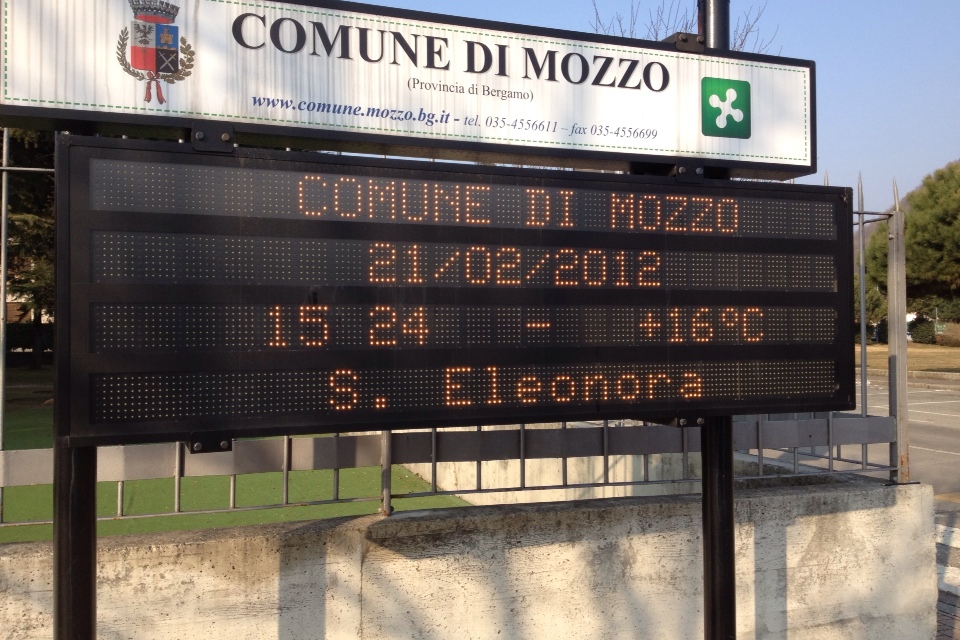 COMUNE DI MOZZO
(Provincia di Bergamo)
www.comune.mozzo.bg.it - tel. 035-4556611 – fax 035-4556699
COMUNE DI MOZZO
21/02/2012
15 24 - +16°C
S. Eleonora